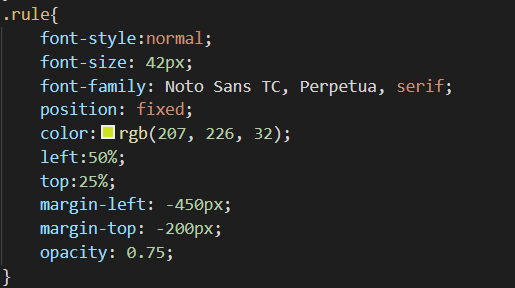 .rule{
font-style:normal;
font-size: 42px;
font-family: Noto Sans TC, Perpetua, serif;
position: fixed;
color:rgb(207, 226, 32);
left:50%;
top:25%;
margin-left: -450px;
margin-top: -200px;
opacity: 0.75;
}